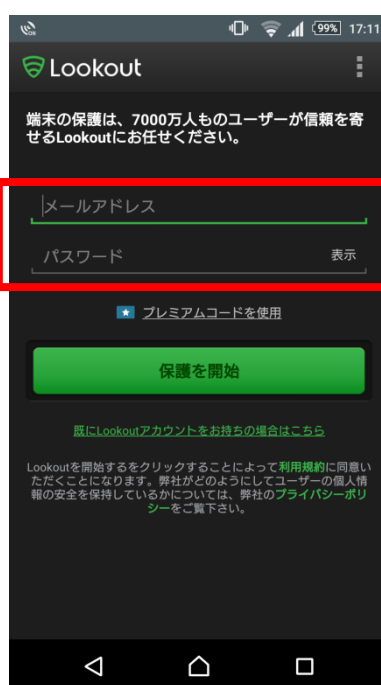 99% 17:11
Lookout
端末の保護は、7000万人ものユーザーが信頼を寄
せるLookoutにお任せください。
メールアドレス
パスワード 表示
プレミアムコードを使用
保護を開始
既にLookoutアカウントをお持ちの場合はこちら
Lookoutを開始するをクリックすることによって利用規約に同意い
ただくことになります。弊社がどのようにしてユーザーの個人情
報の安全を保持しているかについては、弊社のプライバシーポリ
シーをご覧下さい。